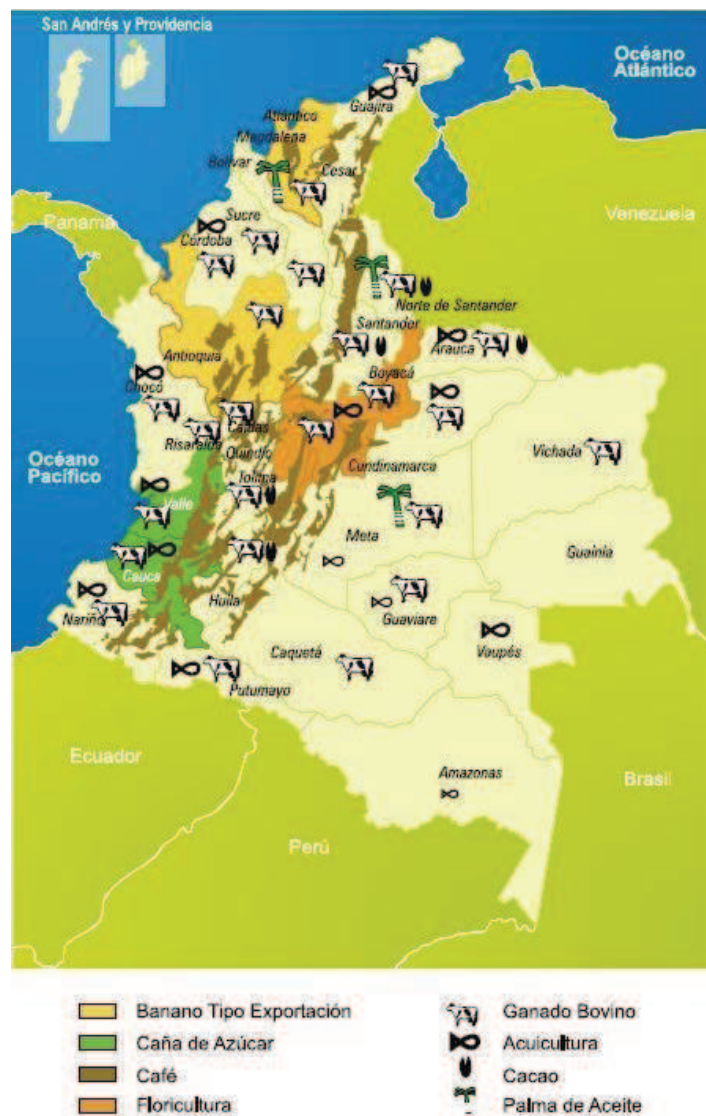 San Andrés y Providencia
Océano
Atlántico
Guajira
Atlántico
Magdalena
Bolívar
Cesar
Panamá
Sucre
Venezuela
Córdoba
Norte de Santander
Santander
Antioquia
Arauca
Chocó
Boyacá
Caldas
Risaralda
Quindío
Cundinamarca
Vichada
Océano
Pacífico
Tolima
Valle
Meta
Guainía
Cauca
Huila
Nariño
Guaviare
Vaupés
Caquetá
Putumayo
Ecuador
Amazonas
Brasil
Perú
Banano Tipo Exportación
Ganado Bovino
Caña de Azúcar
Acuicultura
Café
Cacao
Floricultura
Palma de Aceite